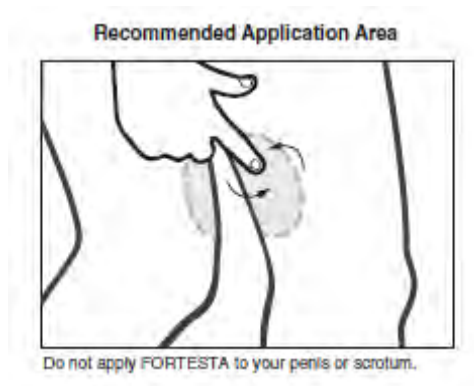 Recommended Application Area
Do not apply FORTESTA to your penis or scrotum.